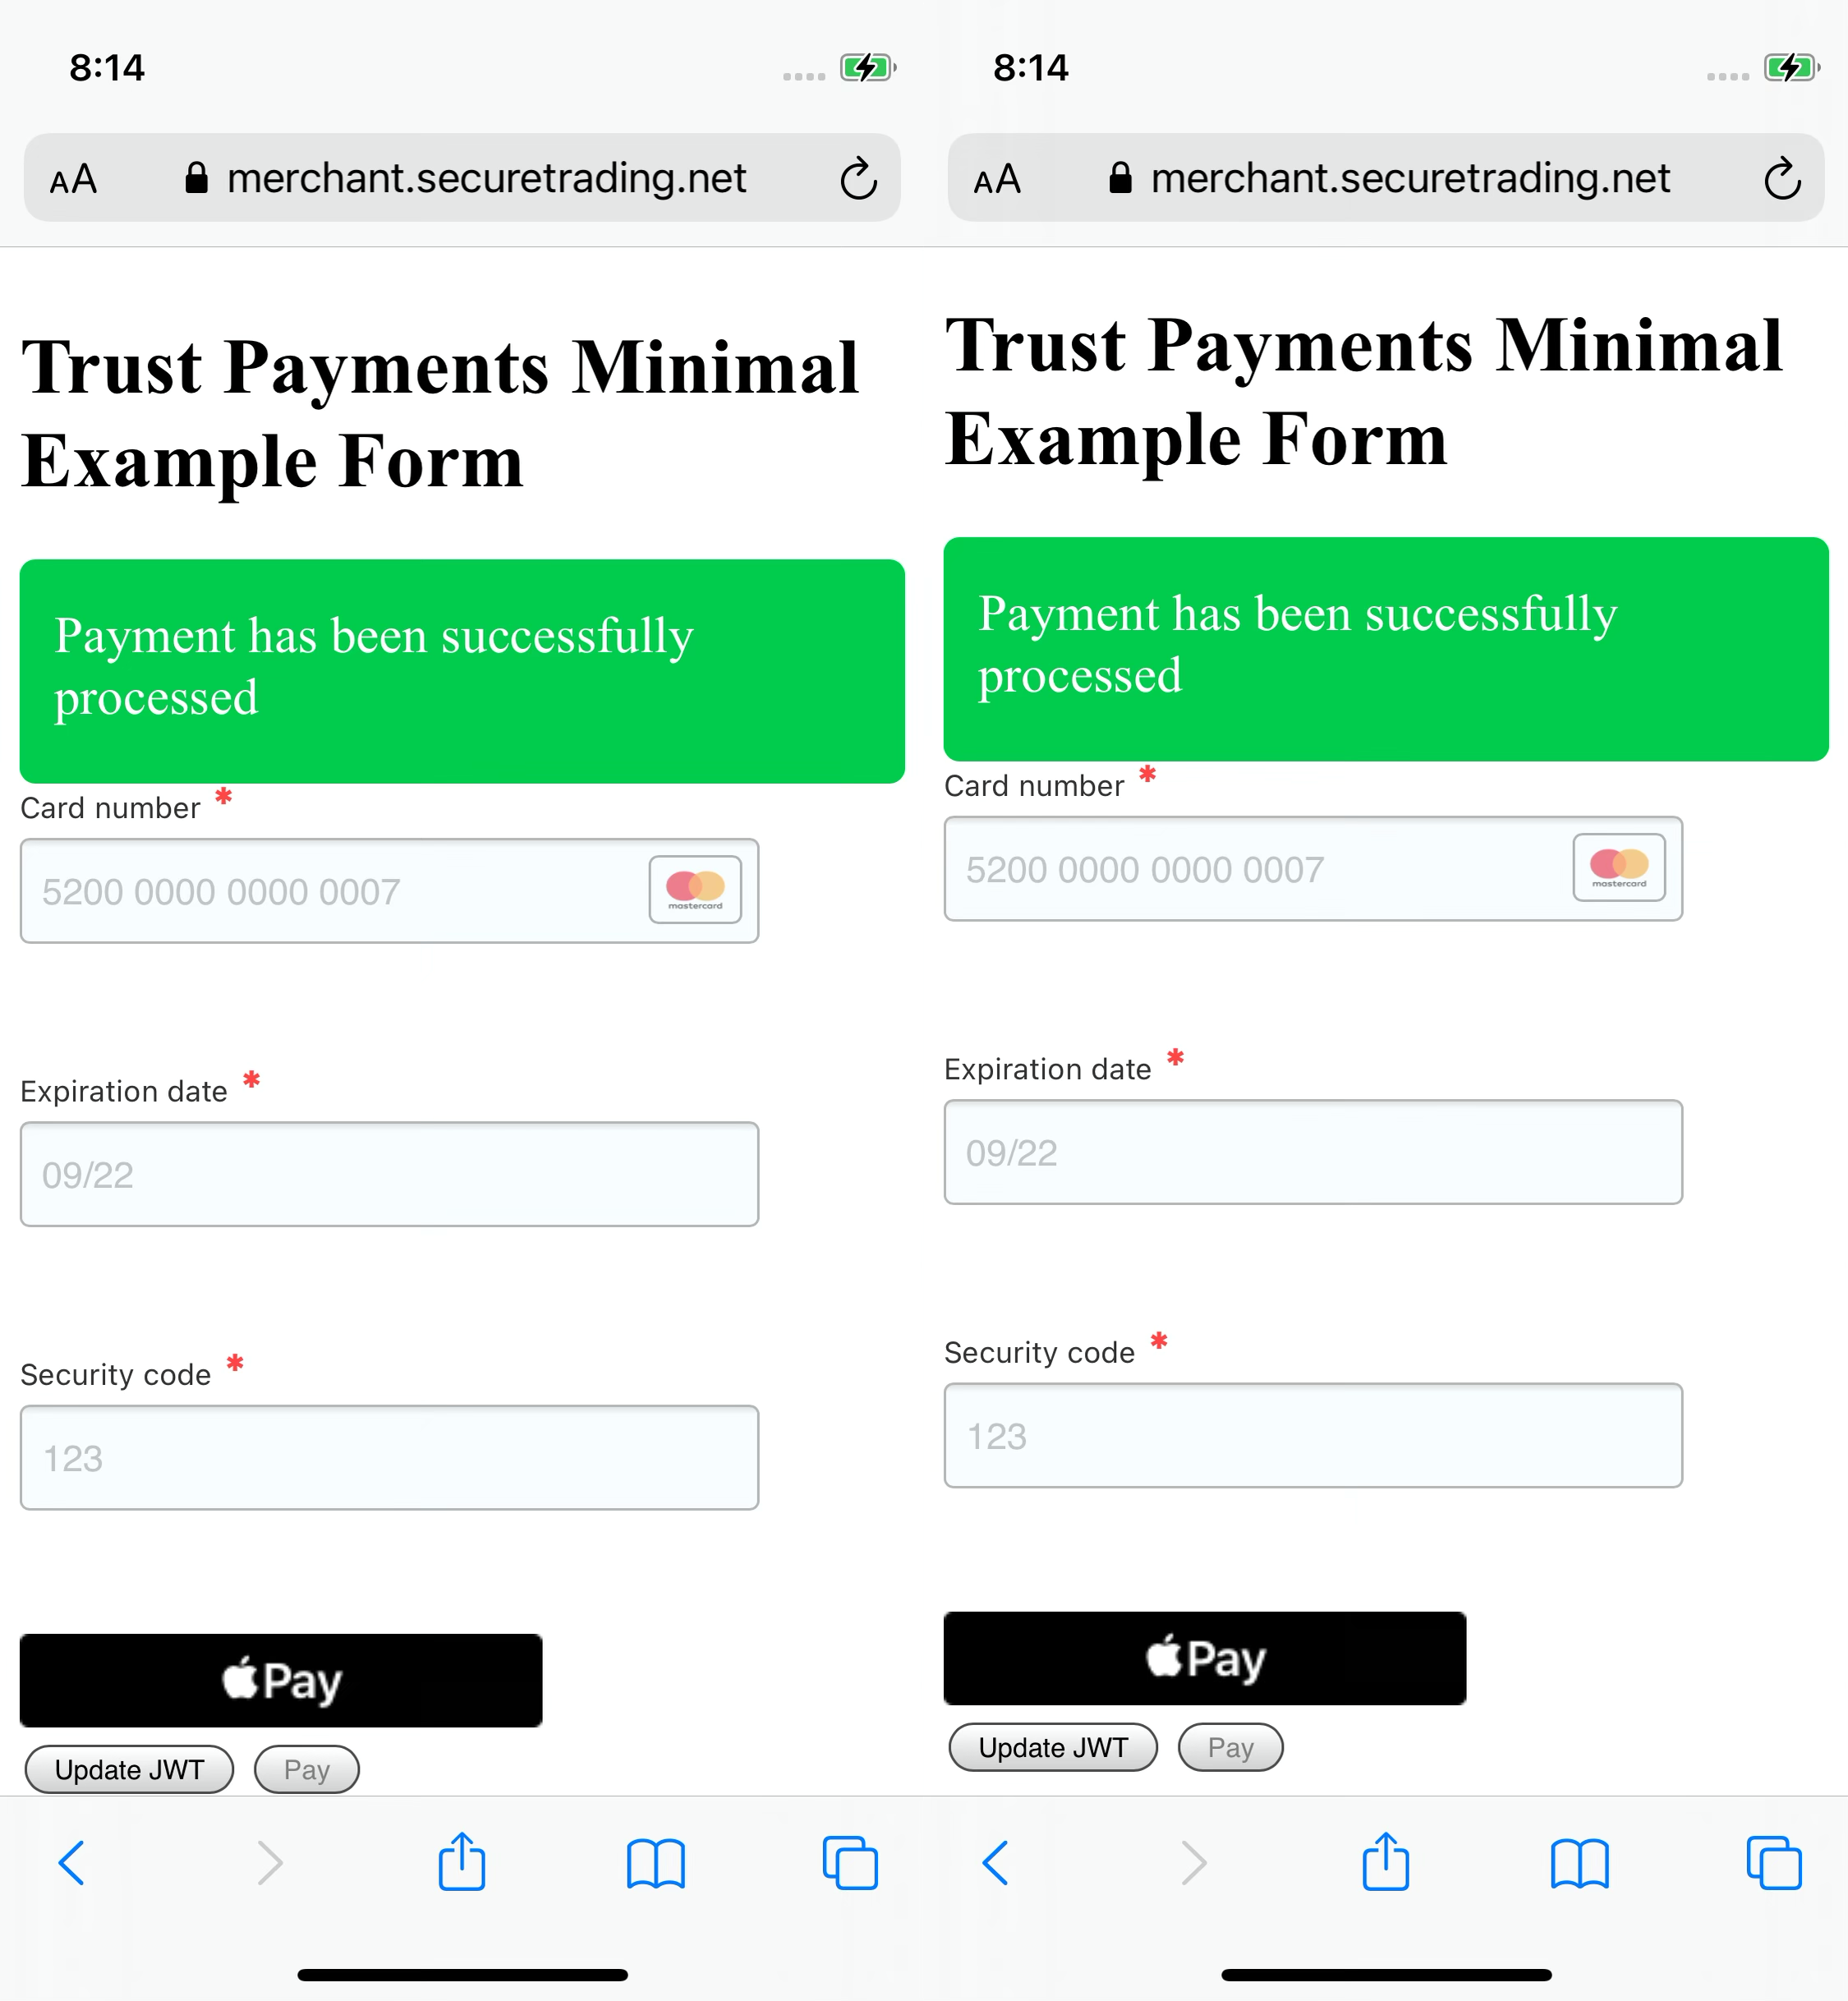 8:14
AA merchant.securetrading.net
Trust Payments Minimal
Example Form
Payment has been successfully
processed
Card number *
5200 0000 0000 0007
mastercard
Expiration date *
09/22
Security code *
123
Pay
Update JWT Pay
8:14
AA merchant.securetrading.net
Trust Payments Minimal
Example Form
Payment has been successfully
processed
Card number *
5200 0000 0000 0007
mastercard
Expiration date *
09/22
Security code *
123
Pay
Update JWT Pay